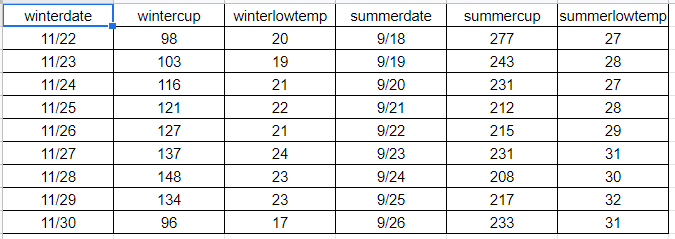 winterdate wintercup winterlowtemp summerdate summercup summerlowtemp
11/22 98 20 9/18 277 27
11/23 103 19 9/19 243 28
11/24 116 21 9/20 231 27
11/25 121 22 9/21 212 28
11/26 127 21 9/22 215 29
11/27 137 24 9/23 231 31
11/28 148 23 9/24 208 30
11/29 134 23 9/25 217 32
11/30 96 17 9/26 233 31